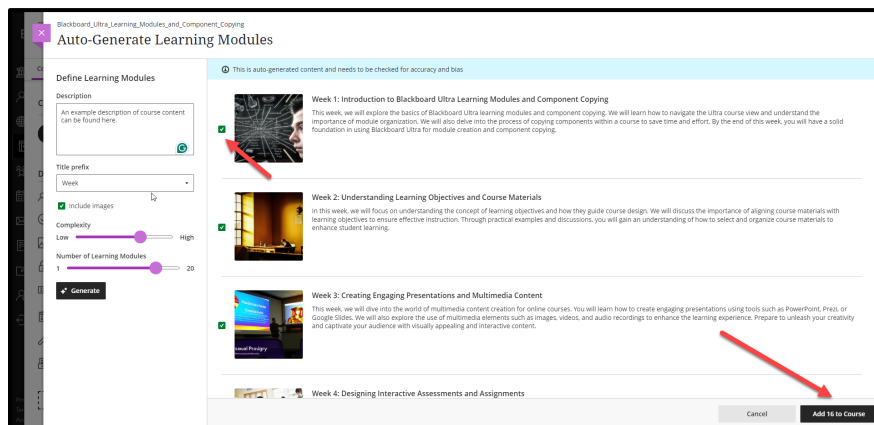 Blackboard_Ultra_Learning_Modules_and_Component_Copying
Auto-Generate Learning Modules
Define Learning Modules
Description
An example description of course content
can be found here.
Title prefix
Week
Include images
Complexity
Low
High
Number of Learning Modules
1
20
Generate
This is auto-generated content and needs to be checked for accuracy and bias
Week 1: Introduction to Blackboard Ultra Learning Modules and Component Copying
This week, we will explore the basics of Blackboard Ultra learning modules and component copying. We will learn how to navigate the Ultra course view and understand the
importance of module organization. We will also delve into the process of copying components within a course to save time and effort. By the end of this week, you will have a solid
foundation in using Blackboard Ultra for module creation and component copying.
Week 2: Understanding Learning Objectives and Course Materials
In this week, we will focus on understanding the concept of learning objectives and how they guide course design. We will discuss the importance of aligning course materials with
learning objectives to ensure effective instruction. Through practical examples and discussions, you will gain an understanding of how to select and organize course materials to
enhance student learning.
Week 3: Creating Engaging Presentations and Multimedia Content
This week, we will dive into the world of multimedia content creation for online courses. You will learn how to create engaging presentations using tools such as PowerPoint, Prezi, or
Google Slides. We will also explore the use of multimedia elements such as images, videos, and audio recordings to enhance the learning experience. Prepare to unleash your creativity
and captivate your audience with visually appealing and interactive content.
Week 4: Designing Interactive Assessments and Assignments
Cancel
Add 16 to Course